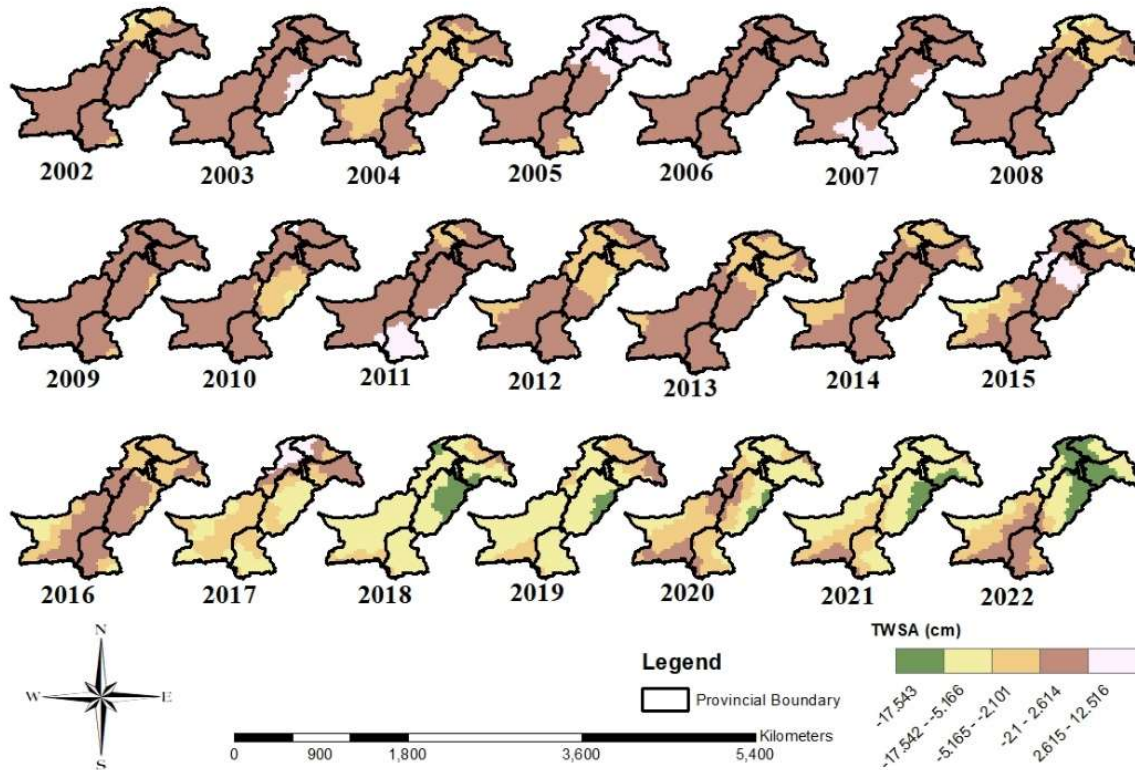 2002 2003 2004 2005 2006 2007 2008
2009 2010 2011 2012 2013 2014 2015
2016 2017 2018 2019 2020 2021 2022
N
W E
S
Legend
Provincial Boundary
Kilometers
0 900 1,800 3,600 5,400
TWSA (cm)
-17.543
-17.542 - -5.166
-5.165 - -2.101
-2.1 - 2.614
2.615 - 12.516